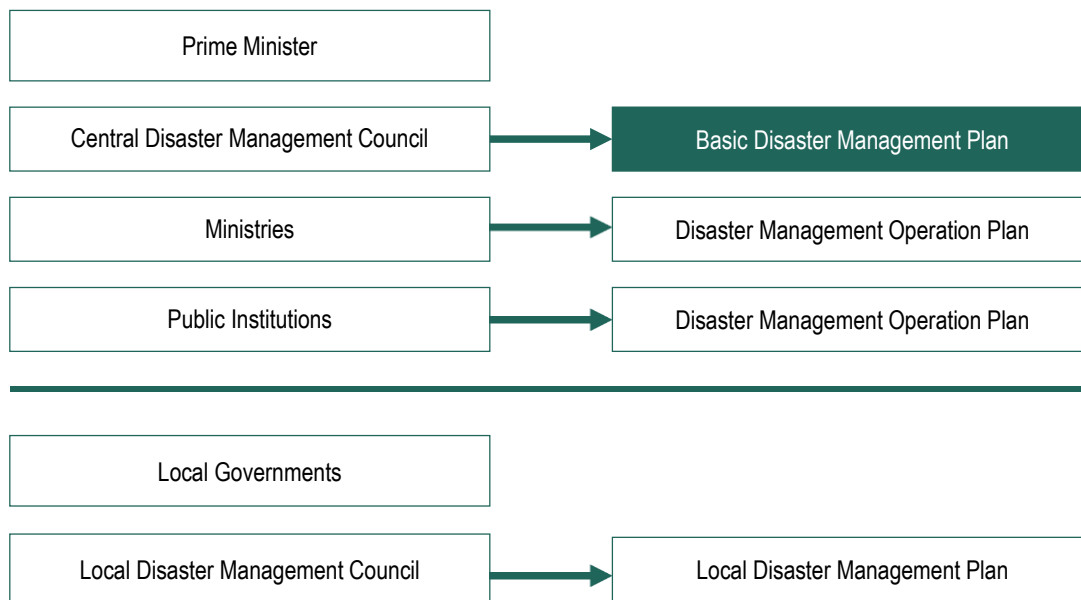 Prime Minister
Central Disaster Management Council
Basic Disaster Management Plan
Ministries
Disaster Management Operation Plan
Public Institutions
Disaster Management Operation Plan
Local Governments
Local Disaster Management Council
Local Disaster Management Plan